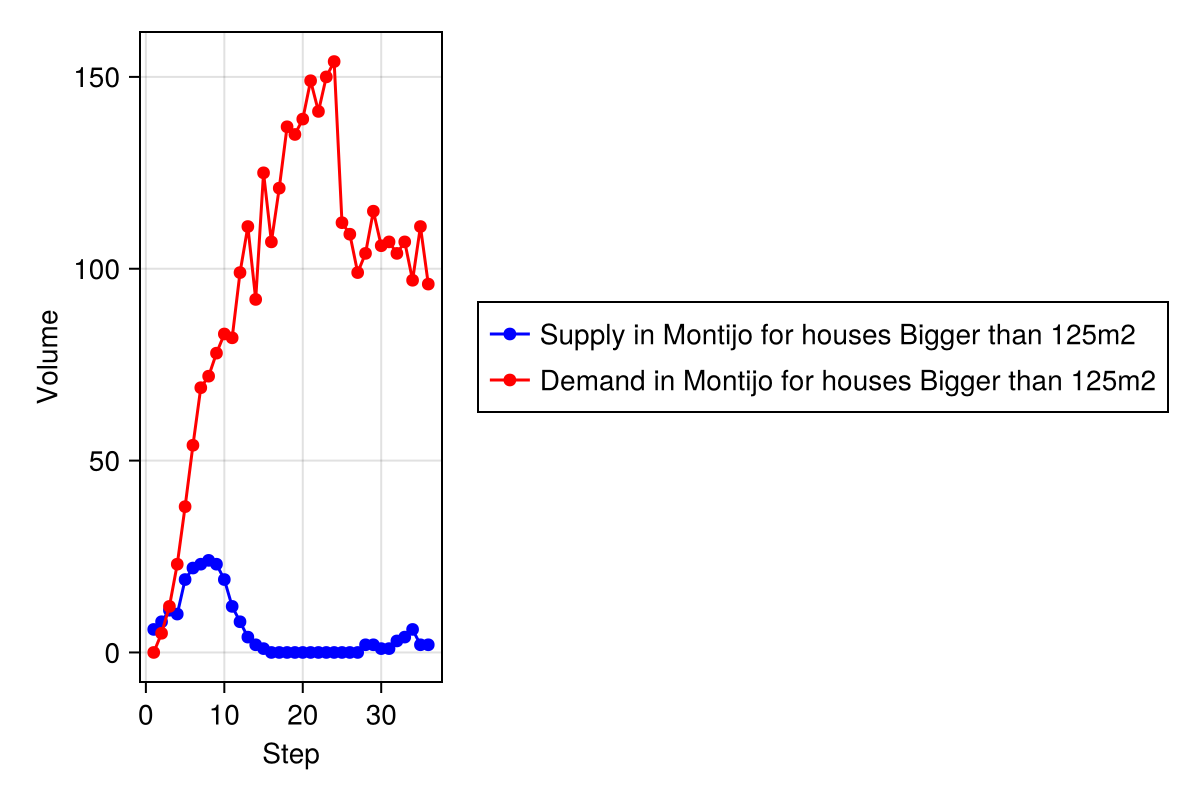 150
100
50
0
0 10 20 30
Volume
Step
Supply in Montijo for houses Bigger than 125m2
Demand in Montijo for houses Bigger than 125m2